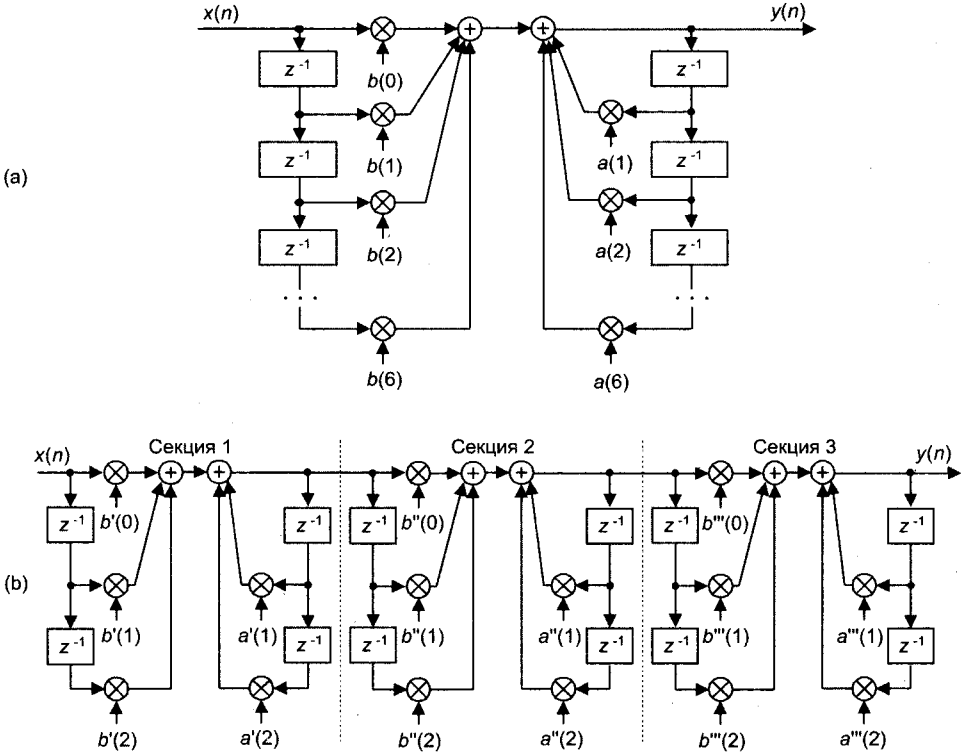 x(n) y(n)
z⁻¹ b(0) z⁻¹
b(1) a(1)
(a) z⁻¹ z⁻¹
b(2) a(2)
z⁻¹ z⁻¹
. . . . . . . .
b(6) a(6)
Секция 1 Секция 2 Секция 3
x(n) y(n)
z⁻¹ b'(0) z⁻¹ z⁻¹ b''(0) z⁻¹ z⁻¹ b'''(0) z⁻¹
(b)
b'(1) a'(1) b''(1) a''(1) b'''(1) a'''(1)
z⁻¹ z⁻¹ z⁻¹ z⁻¹ z⁻¹ z⁻¹
b'(2) a'(2) b''(2) a''(2) b'''(2) a'''(2)